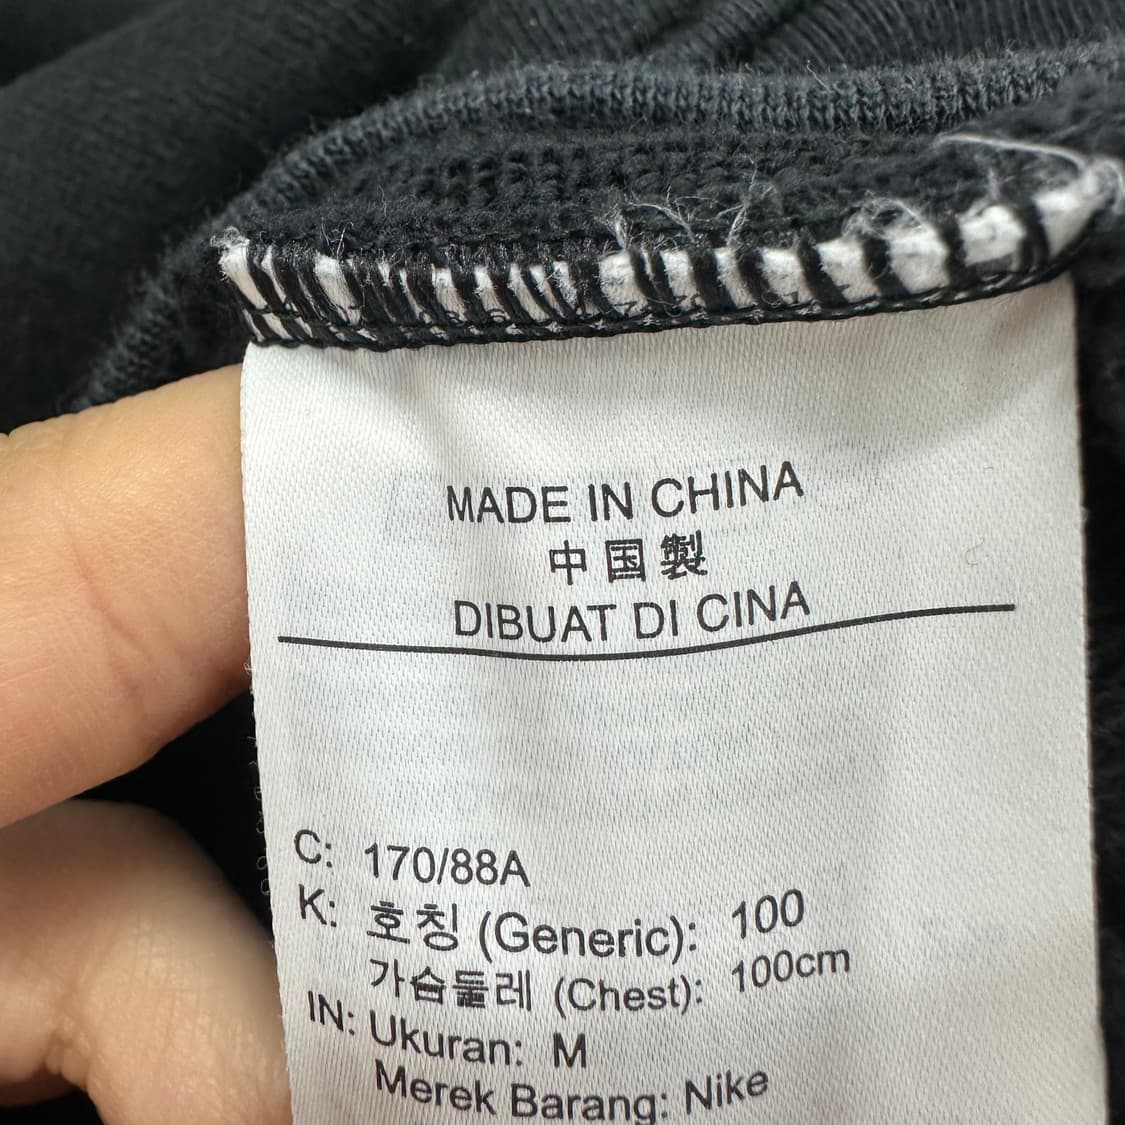 MADE IN CHINA
中国製
DIBUAT DI CINA
C: 170/88A
K: 호칭 (Generic): 100
가슴둘레 (Chest): 100cm
IN: Ukuran: M
Merek Barang: Nike